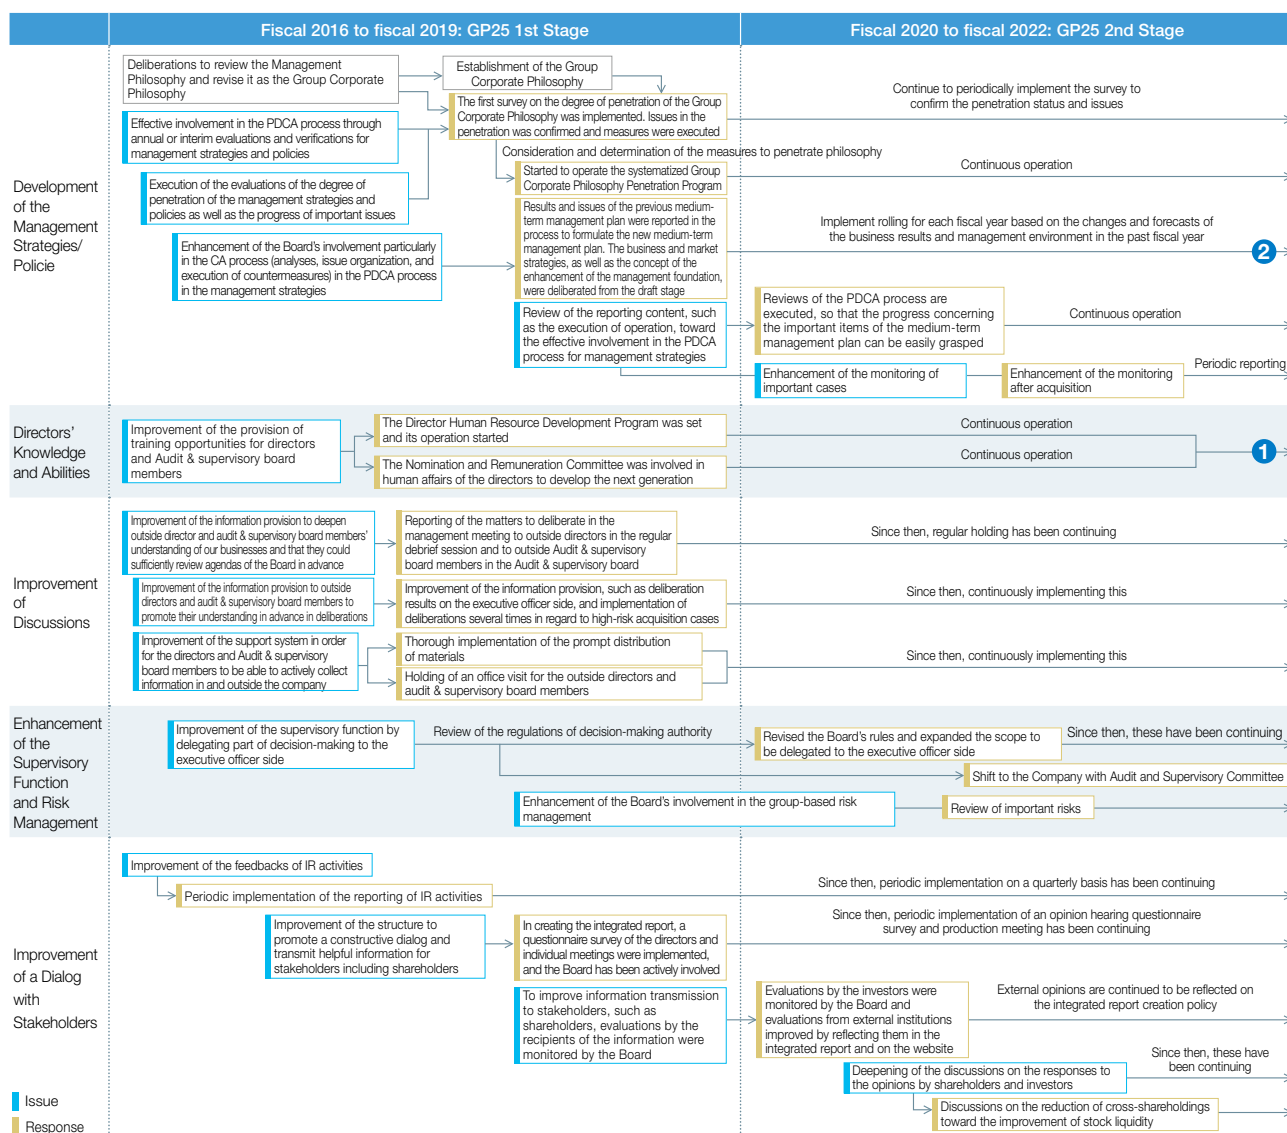 Fiscal 2016 to fiscal 2019: GP25 1st Stage
Fiscal 2020 to fiscal 2022: GP25 2nd Stage
Development
of the
Management
Strategies/
Policie
Deliberations to review the Management
Philosophy and revise it as the Group Corporate
Philosophy
Establishment of the Group
Corporate Philosophy
The first survey on the degree of penetration of the Group
Corporate Philosophy was implemented. Issues in the
penetration was confirmed and measures were executed
Continue to periodically implement the survey to
confirm the penetration status and issues
Effective involvement in the PDCA process through
annual or interim evaluations and verifications for
management strategies and policies
Consideration and determination of the measures to penetrate philosophy
Started to operate the systematized Group
Corporate Philosophy Penetration Program
Continuous operation
Execution of the evaluations of the degree of
penetration of the management strategies and
policies as well as the progress of important issues
Results and issues of the previous medium-
term management plan were reported in the
process to formulate the new medium-term
management plan. The business and market
strategies, as well as the concept of the
enhancement of the management foundation,
were deliberated from the draft stage
Implement rolling for each fiscal year based on the changes and forecasts of
the business results and management environment in the past fiscal year
2
Enhancement of the Board's involvement particularly
in the CA process (analyses, issue organization, and
execution of countermeasures) in the PDCA process
in the management strategies
Review of the reporting content, such
as the execution of operation, toward
the effective involvement in the PDCA
process for management strategies
Reviews of the PDCA process are
executed, so that the progress concerning
the important items of the medium-term
management plan can be easily grasped
Continuous operation
Enhancement of the monitoring of
important cases
Enhancement of the monitoring
after acquisition
Periodic reporting
Directors'
Knowledge
and Abilities
Improvement of the provision of
training opportunities for directors
and Audit & supervisory board
members
The Director Human Resource Development Program was set
and its operation started
Continuous operation
The Nomination and Remuneration Committee was involved in
human affairs of the directors to develop the next generation
Continuous operation
1
Improvement
of
Discussions
Improvement of the information provision to deepen
outside director and audit & supervisory board members'
understanding of our businesses and that they could
sufficiently review agendas of the Board in advance
Reporting of the matters to deliberate in the
management meeting to outside directors in the regular
debrief session and to outside Audit & supervisory
board members in the Audit & supervisory board
Since then, regular holding has been continuing
Improvement of the information provision to outside
directors and audit & supervisory board members to
promote their understanding in advance in deliberations
Improvement of the information provision, such as deliberation
results on the executive officer side, and implementation of
deliberations several times in regard to high-risk acquisition cases
Since then, continuously implementing this
Improvement of the support system in order
for the directors and Audit & supervisory
board members to be able to actively collect
information in and outside the company
Thorough implementation of the prompt distribution
of materials
Holding of an office visit for the outside directors and
audit & supervisory board members
Since then, continuously implementing this
Enhancement
of the
Supervisory
Function
and Risk
Management
Improvement of the supervisory function by
delegating part of decision-making to the
executive officer side
Review of the regulations of decision-making authority
Revised the Board's rules and expanded the scope to
be delegated to the executive officer side
Since then, these have been continuing
Shift to the Company with Audit and Supervisory Committee
Enhancement of the Board's involvement in the group-based risk
management
Review of important risks
Improvement
of a Dialog
with
Stakeholders
Improvement of the feedbacks of IR activities
Periodic implementation of the reporting of IR activities
Since then, periodic implementation on a quarterly basis has been continuing
Improvement of the structure to
promote a constructive dialog and
transmit helpful information for
stakeholders including shareholders
In creating the integrated report, a
questionnaire survey of the directors and
individual meetings were implemented,
and the Board has been actively involved
Since then, periodic implementation of an opinion hearing questionnaire
survey and production meeting has been continuing
To improve information transmission
to stakeholders, such as
shareholders, evaluations by the
recipients of the information were
monitored by the Board
Evaluations by the investors were
monitored by the Board and
evaluations from external institutions
improved by reflecting them in the
integrated report and on the website
External opinions are continued to be reflected on
the integrated report creation policy
Deepening of the discussions on the responses to
the opinions by shareholders and investors
Since then, these have
been continuing
Discussions on the reduction of cross-shareholdings
toward the improvement of stock liquidity
Issue
Response